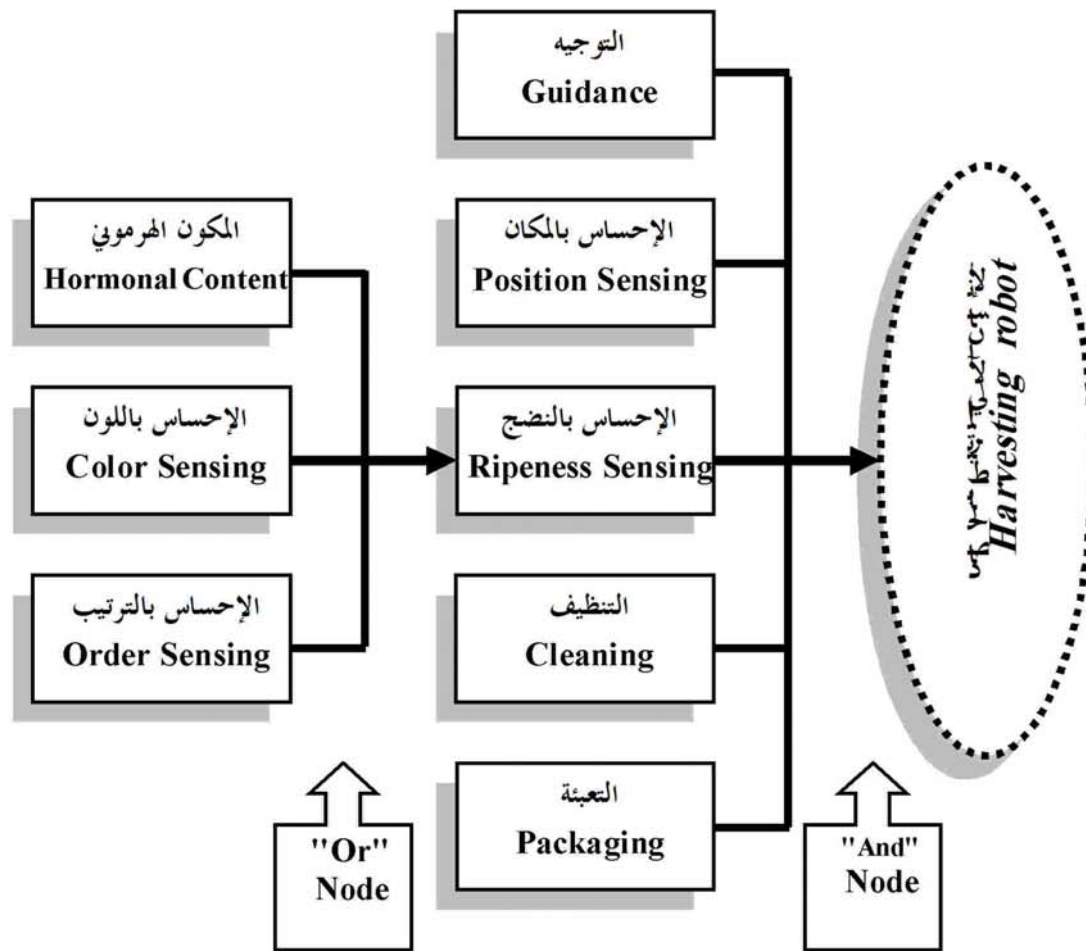 التوجيه
Guidance
المكون الهرموني
Hormonal Content
الإحساس بالمكان
Position Sensing
الإحساس باللون
Color Sensing
الإحساس بالنضج
Ripeness Sensing
Harvesting robot
الإحساس بالترتيب
Order Sensing
التنظيف
Cleaning
التعبئة
Packaging
"Or"
Node
"And"
Node